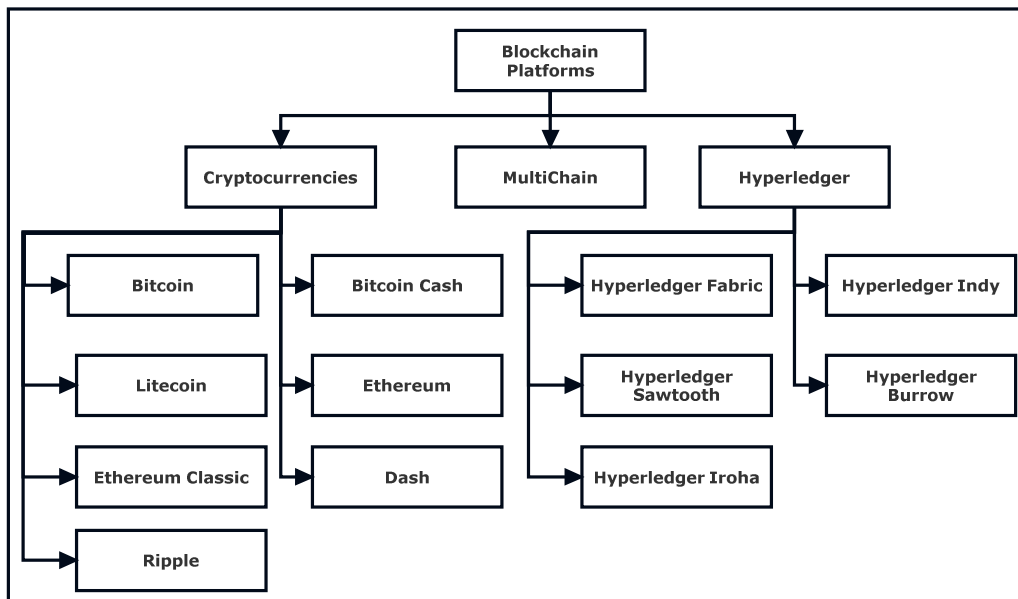 Blockchain
Platforms
Cryptocurrencies
MultiChain
Hyperledger
Bitcoin
Bitcoin Cash
Hyperledger Fabric
Hyperledger Indy
Litecoin
Ethereum
Hyperledger
Sawtooth
Hyperledger
Burrow
Ethereum Classic
Dash
Hyperledger Iroha
Ripple